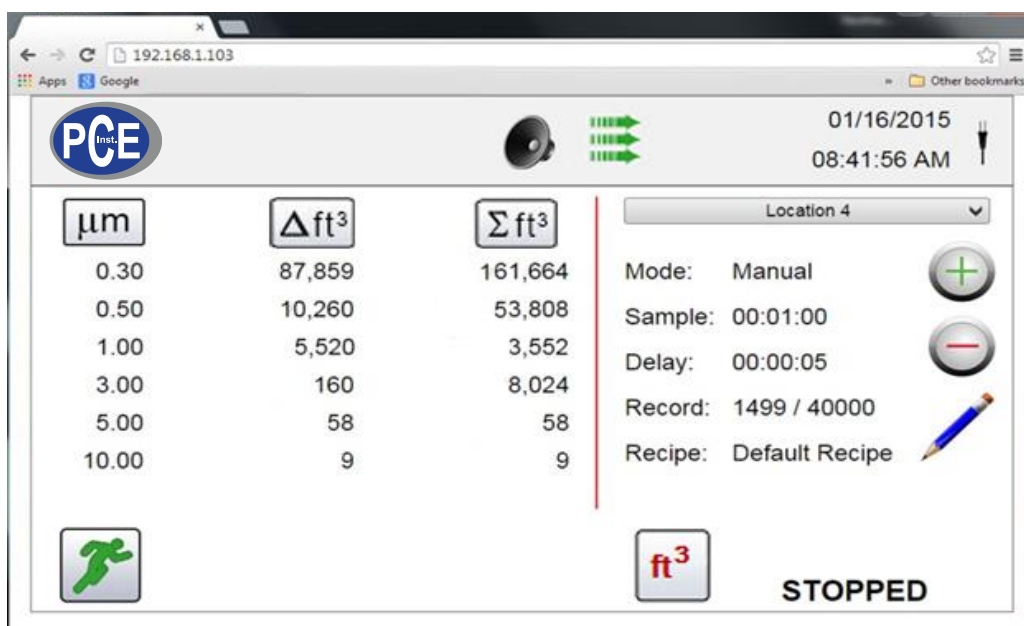 192.168.1.103
Apps Google » Other bookmarks
PCE Inst.
01/16/2015
08:41:56 AM
µm Δft³ Σft³ Location 4
0.30 87,859 161,664 Mode: Manual
0.50 10,260 53,808 Sample: 00:01:00
1.00 5,520 3,552 Delay: 00:00:05
3.00 160 8,024 Record: 1499 / 40000
5.00 58 58 Recipe: Default Recipe
10.00 9 9
ft³ STOPPED